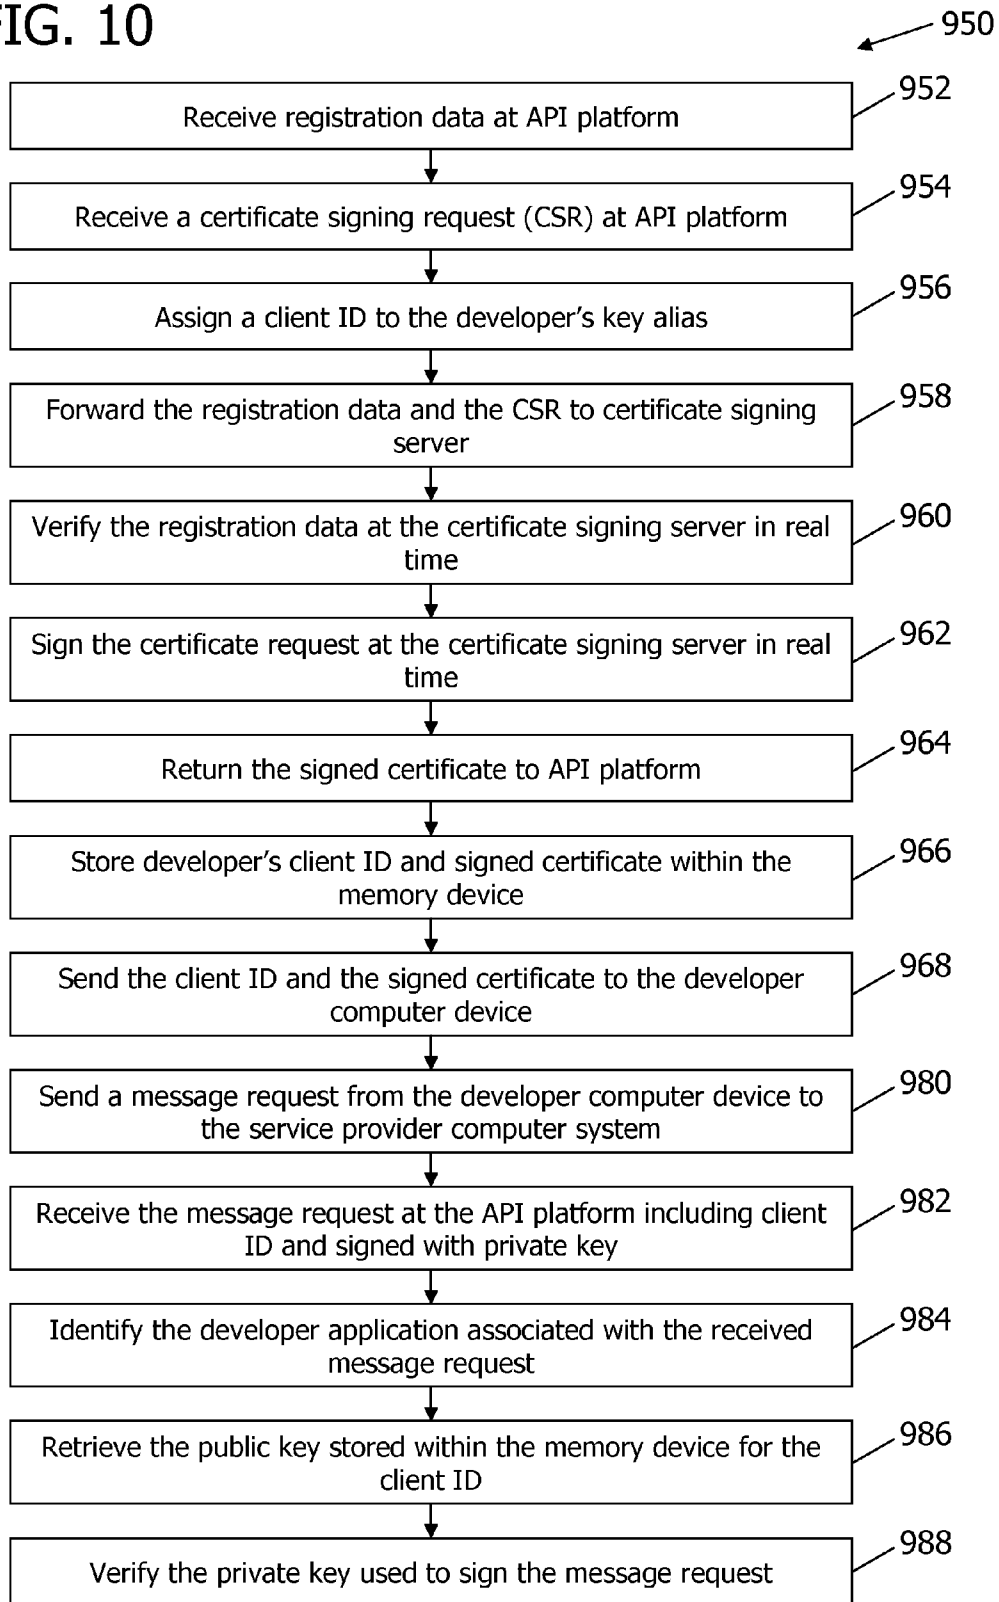 FIG. 10
950
952
Receive registration data at API platform
954
Receive a certificate signing request (CSR) at API platform
956
Assign a client ID to the developer's key alias
958
Forward the registration data and the CSR to certificate signing
server
960
Verify the registration data at the certificate signing server in real
time
962
Sign the certificate request at the certificate signing server in real
time
964
Return the signed certificate to API platform
966
Store developer's client ID and signed certificate within the
memory device
968
Send the client ID and the signed certificate to the developer
computer device
980
Send a message request from the developer computer device to
the service provider computer system
982
Receive the message request at the API platform including client
ID and signed with private key
984
Identify the developer application associated with the received
message request
986
Retrieve the public key stored within the memory device for the
client ID
988
Verify the private key used to sign the message request